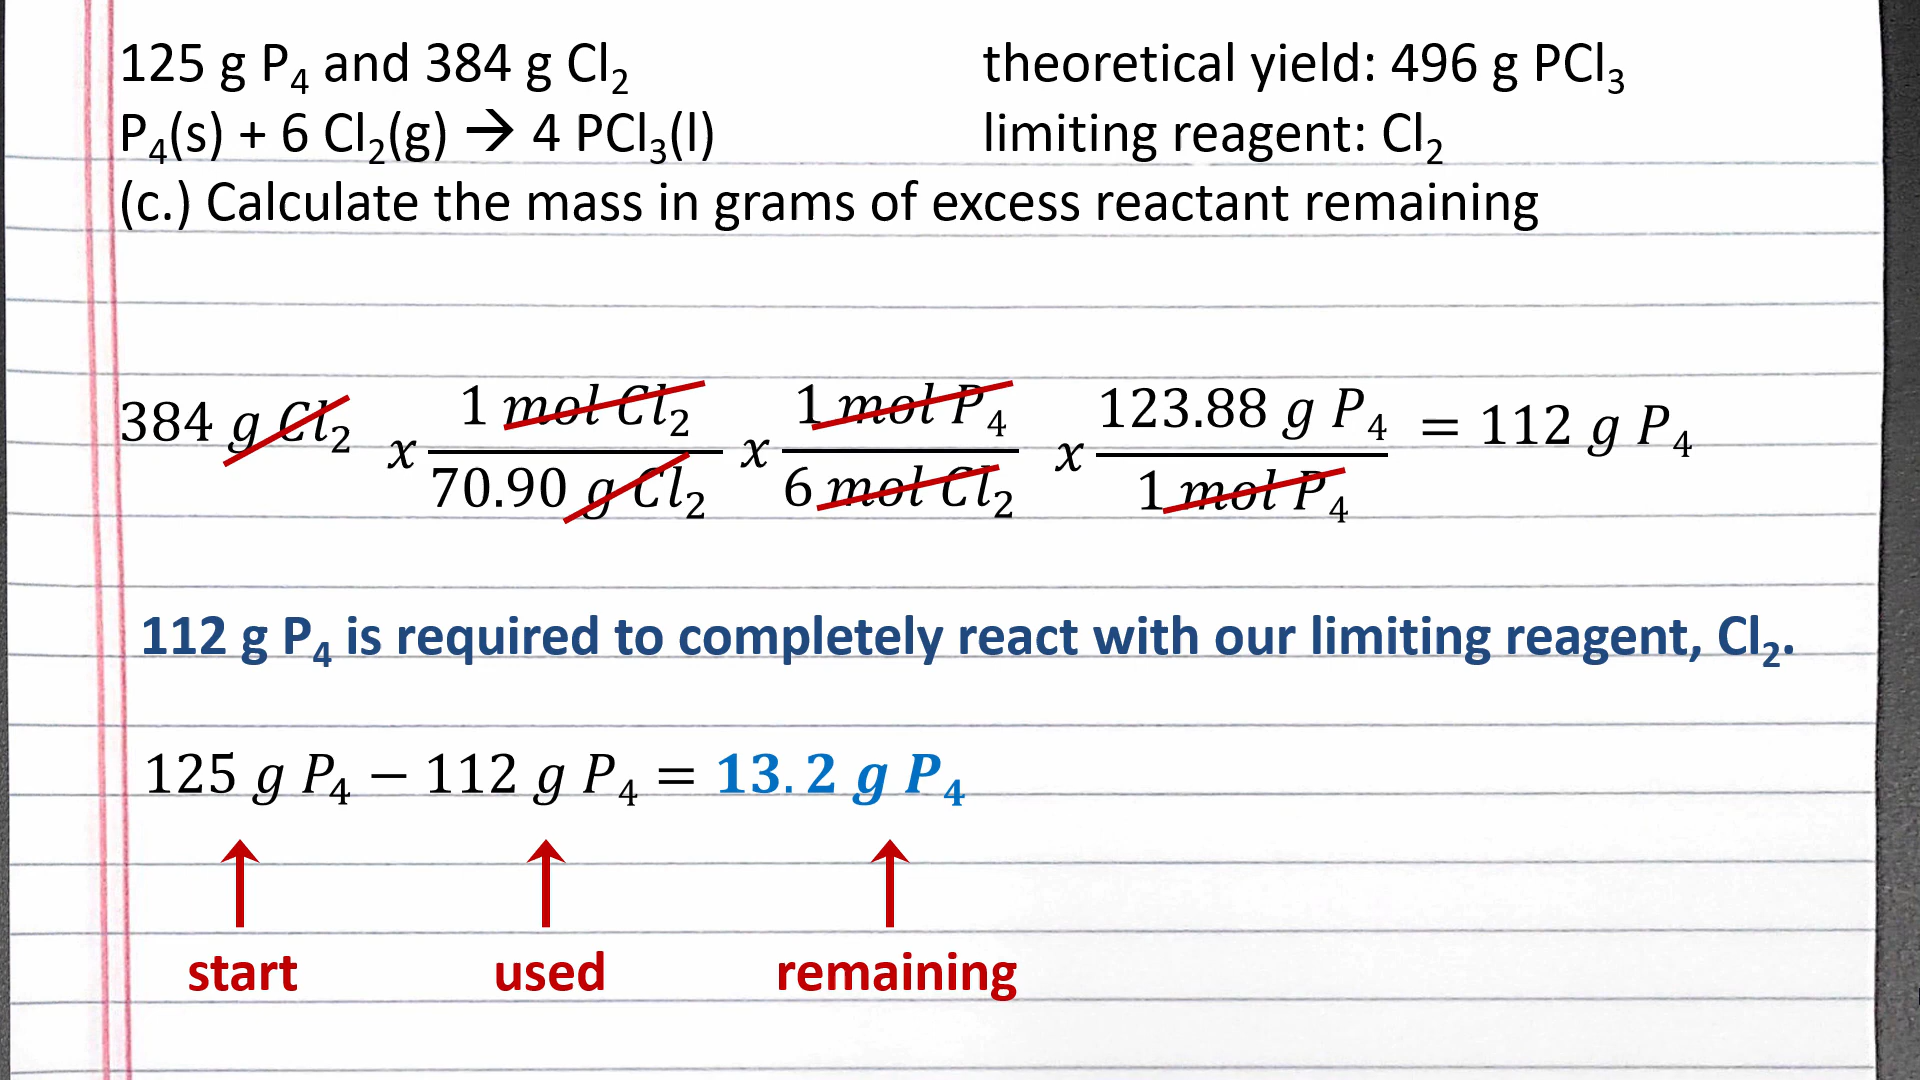 125 g P₄ and 384 g Cl₂
theoretical yield: 496 g PCl₃
P₄(s) + 6 Cl₂(g) → 4 PCl₃(l)
limiting reagent: Cl₂
(c.) Calculate the mass in grams of excess reactant remaining
384 g Cl₂ x (1 mol Cl₂)/(70.90 g Cl₂) x (1 mol P₄)/(6 mol Cl₂) x (123.88 g P₄)/(1 mol P₄) = 112 g P₄
112 g P₄ is required to completely react with our limiting reagent, Cl₂.
125 g P₄ − 112 g P₄ = 13.2 g P₄
start used remaining